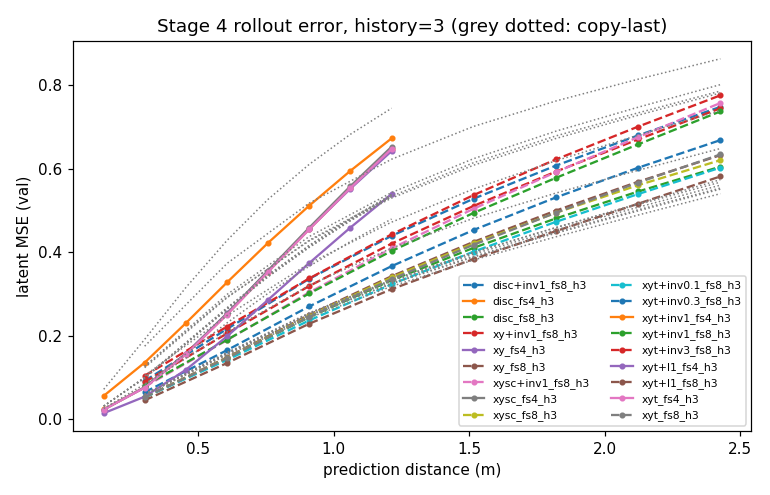 Stage 4 rollout error, history=3 (grey dotted: copy-last)
latent MSE (val)
0.8
0.6
0.4
0.2
0.0
0.5
1.0
1.5
2.0
2.5
prediction distance (m)
disc+inv1_fs8_h3
disc_fs4_h3
disc_fs8_h3
xy+inv1_fs8_h3
xy_fs4_h3
xy_fs8_h3
xysc+inv1_fs8_h3
xysc_fs4_h3
xysc_fs8_h3
xyt+inv0.1_fs8_h3
xyt+inv0.3_fs8_h3
xyt+inv1_fs4_h3
xyt+inv1_fs8_h3
xyt+inv3_fs8_h3
xyt+l1_fs4_h3
xyt+l1_fs8_h3
xyt_fs4_h3
xyt_fs8_h3